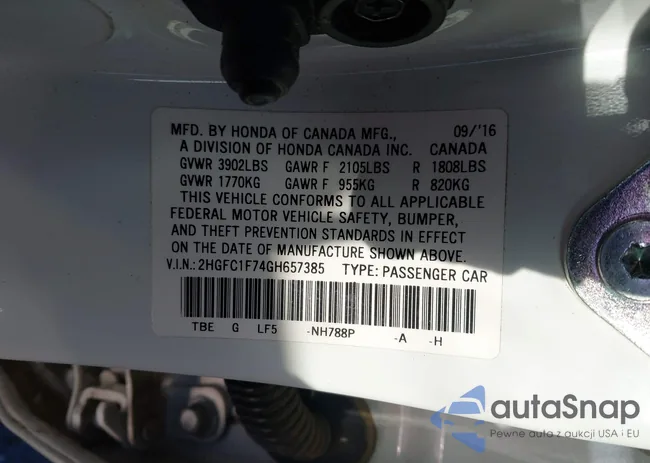 MFD. BY HONDA OF CANADA MFG., 09/'16
A DIVISION OF HONDA CANADA INC. CANADA
GVWR 3902LBS GAWR F 2105LBS R 1808LBS
GVWR 1770KG GAWR F 955KG R 820KG
THIS VEHICLE CONFORMS TO ALL APPLICABLE
FEDERAL MOTOR VEHICLE SAFETY, BUMPER,
AND THEFT PREVENTION STANDARDS IN EFFECT
ON THE DATE OF MANUFACTURE SHOWN ABOVE.
V.I.N.: 2HGFC1F74GH657385 TYPE: PASSENGER CAR
TBE G LF5 -NH788P -A -H
autaSnap
Pewne auta z aukcji USA i EU